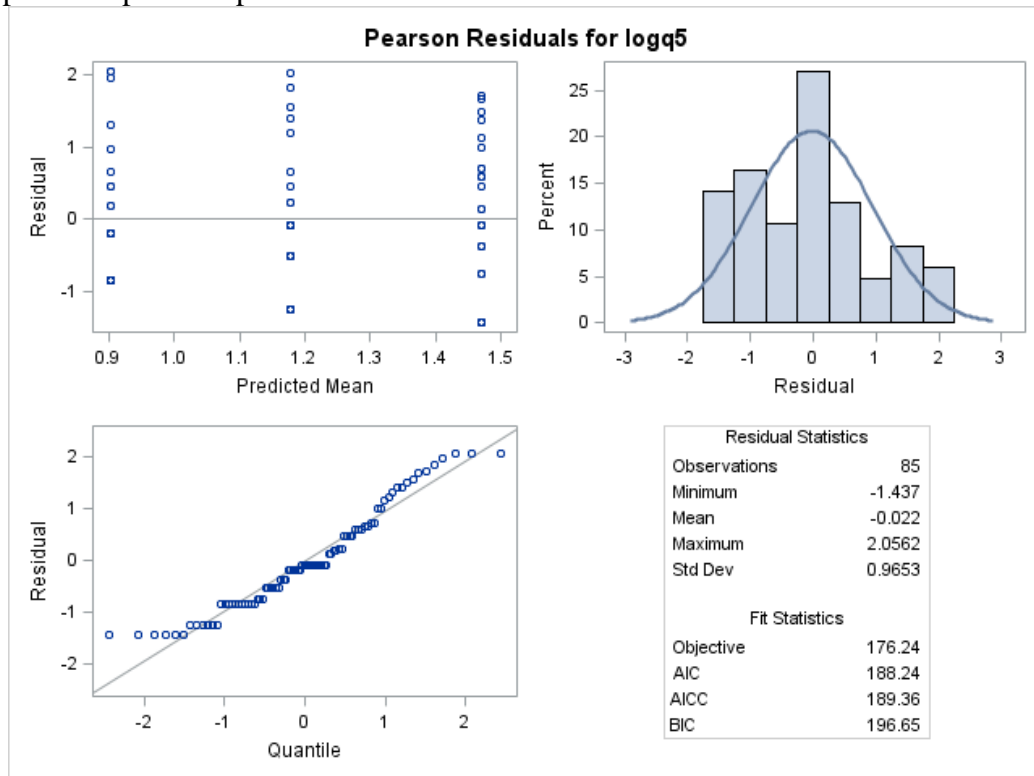 Pearson Residuals for logq5
2
1
0
-1
Residual
0.9 1.0 1.1 1.2 1.3 1.4 1.5
Predicted Mean
25
20
15
10
5
0
Percent
-3 -2 -1 0 1 2 3
Residual
2
1
0
-1
-2
Residual
-2 -1 0 1 2
Quantile
Residual Statistics
Observations 85
Minimum -1.437
Mean -0.022
Maximum 2.0562
Std Dev 0.9653
Fit Statistics
Objective 176.24
AIC 188.24
AICC 189.36
BIC 196.65